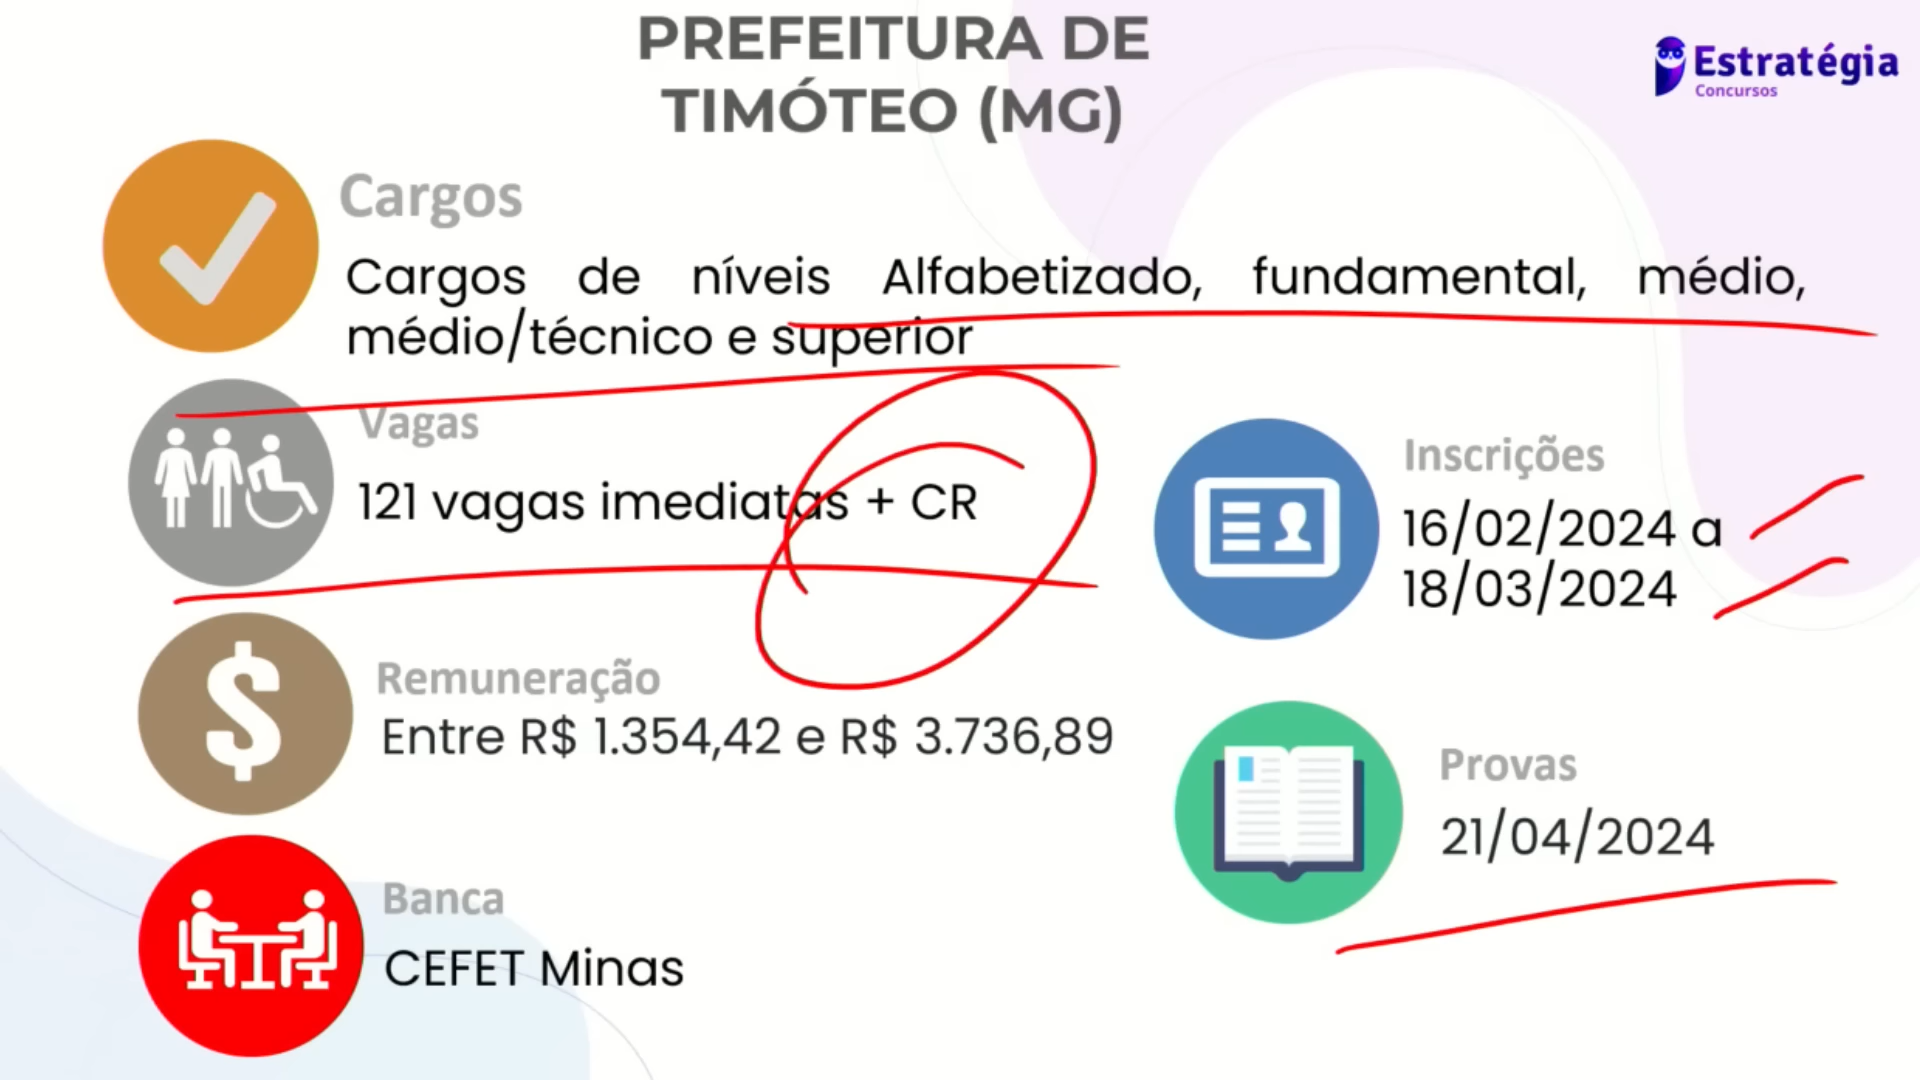 PREFEITURA DE
TIMÓTEO (MG)
Estratégia
Concursos
Cargos
Cargos de níveis Alfabetizado, fundamental, médio,
médio/técnico e superior
Vagas
121 vagas imediatas + CR
Remuneração
Entre R$ 1.354,42 e R$ 3.736,89
Banca
CEFET Minas
Inscrições
16/02/2024 a
18/03/2024
Provas
21/04/2024